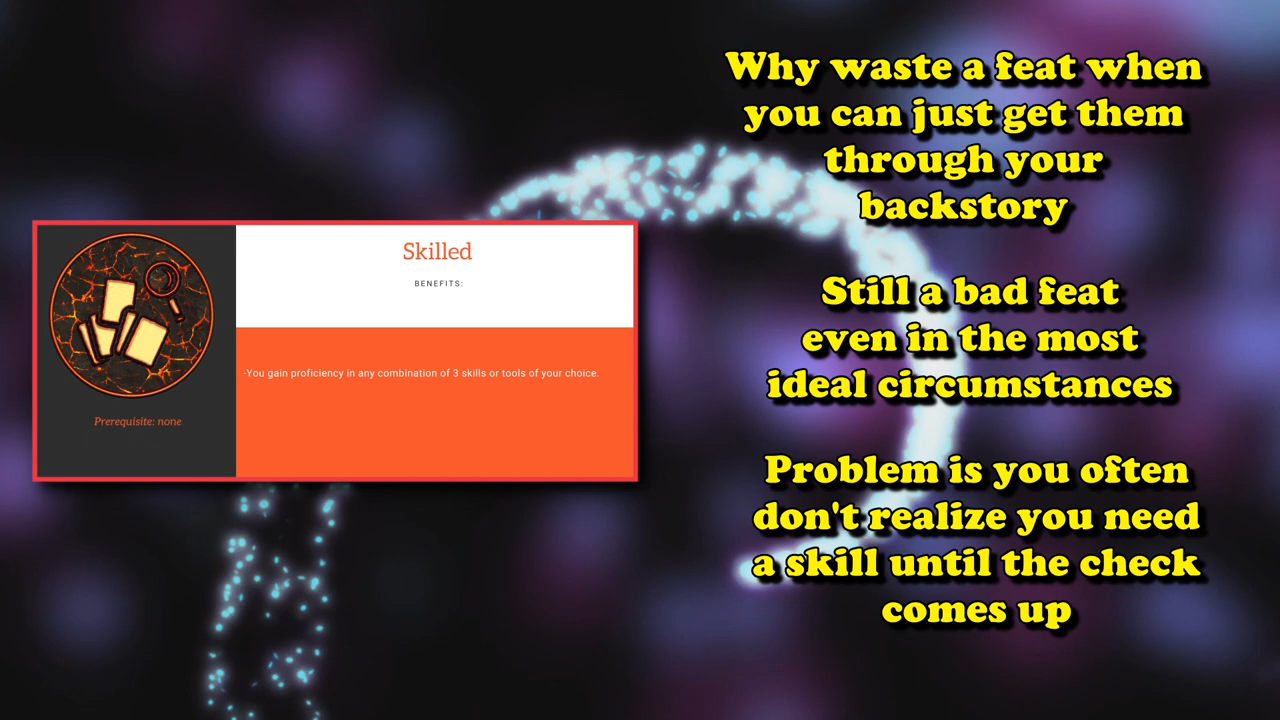 Skilled
BENEFITS:
-You gain proficiency in any combination of 3 skills or tools of your choice.
Prerequisite: none
Why waste a feat when
you can just get them
through your
backstory
Still a bad feat
even in the most
ideal circumstances
Problem is you often
don't realize you need
a skill until the check
comes up